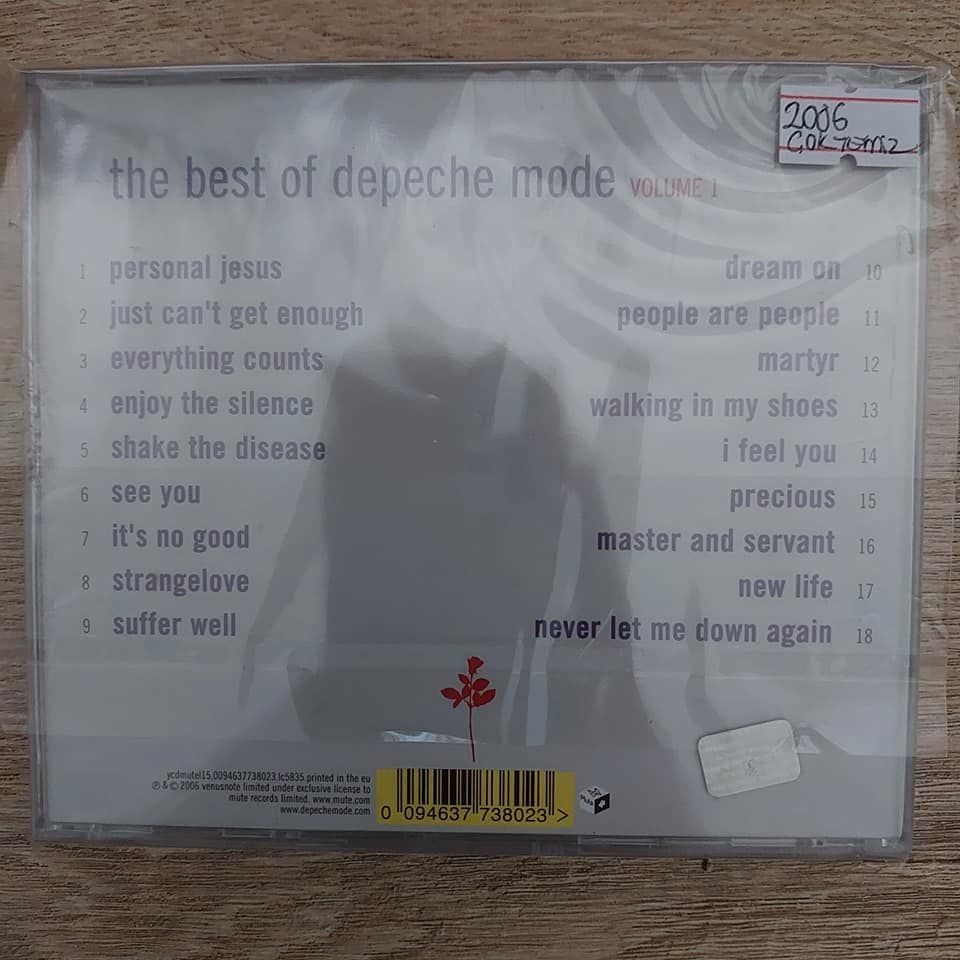 2006
ÇOK TEMİZ
the best of depeche mode VOLUME 1
1 personal jesus
2 just can't get enough
3 everything counts
4 enjoy the silence
5 shake the disease
6 see you
7 it's no good
8 strangelove
9 suffer well
dream on 10
people are people 11
martyr 12
walking in my shoes 13
i feel you 14
precious 15
master and servant 16
new life 17
never let me down again 18
ycdmutel15.0094637738023.lc5835.printed in the eu
℗ & © 2006 venusnote limited under exclusive license to
mute records limited. www.mute.com
www.depechemode.com
0 094637 738023 >